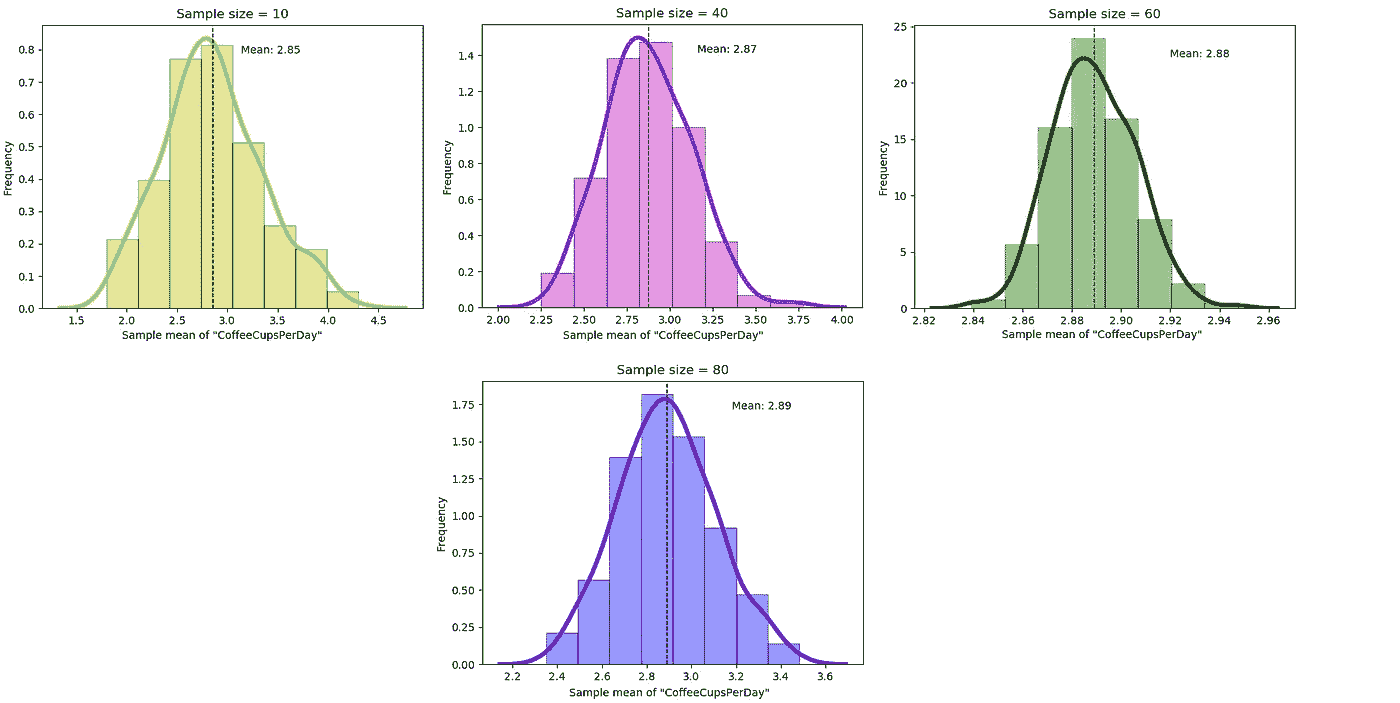 Sample size = 10
Mean: 2.85
Frequency
0.8
0.7
0.6
0.5
0.4
0.3
0.2
0.1
0.0
1.5 2.0 2.5 3.0 3.5 4.0 4.5
Sample mean of "CoffeeCupsPerDay"
Sample size = 40
Mean: 2.87
Frequency
1.4
1.2
1.0
0.8
0.6
0.4
0.2
0.0
2.00 2.25 2.50 2.75 3.00 3.25 3.50 3.75 4.00
Sample mean of "CoffeeCupsPerDay"
Sample size = 60
Mean: 2.88
Frequency
25
20
15
10
5
0
2.82 2.84 2.86 2.88 2.90 2.92 2.94 2.96
Sample mean of "CoffeeCupsPerDay"
Sample size = 80
Mean: 2.89
Frequency
1.75
1.50
1.25
1.00
0.75
0.50
0.25
0.00
2.2 2.4 2.6 2.8 3.0 3.2 3.4 3.6
Sample mean of "CoffeeCupsPerDay"